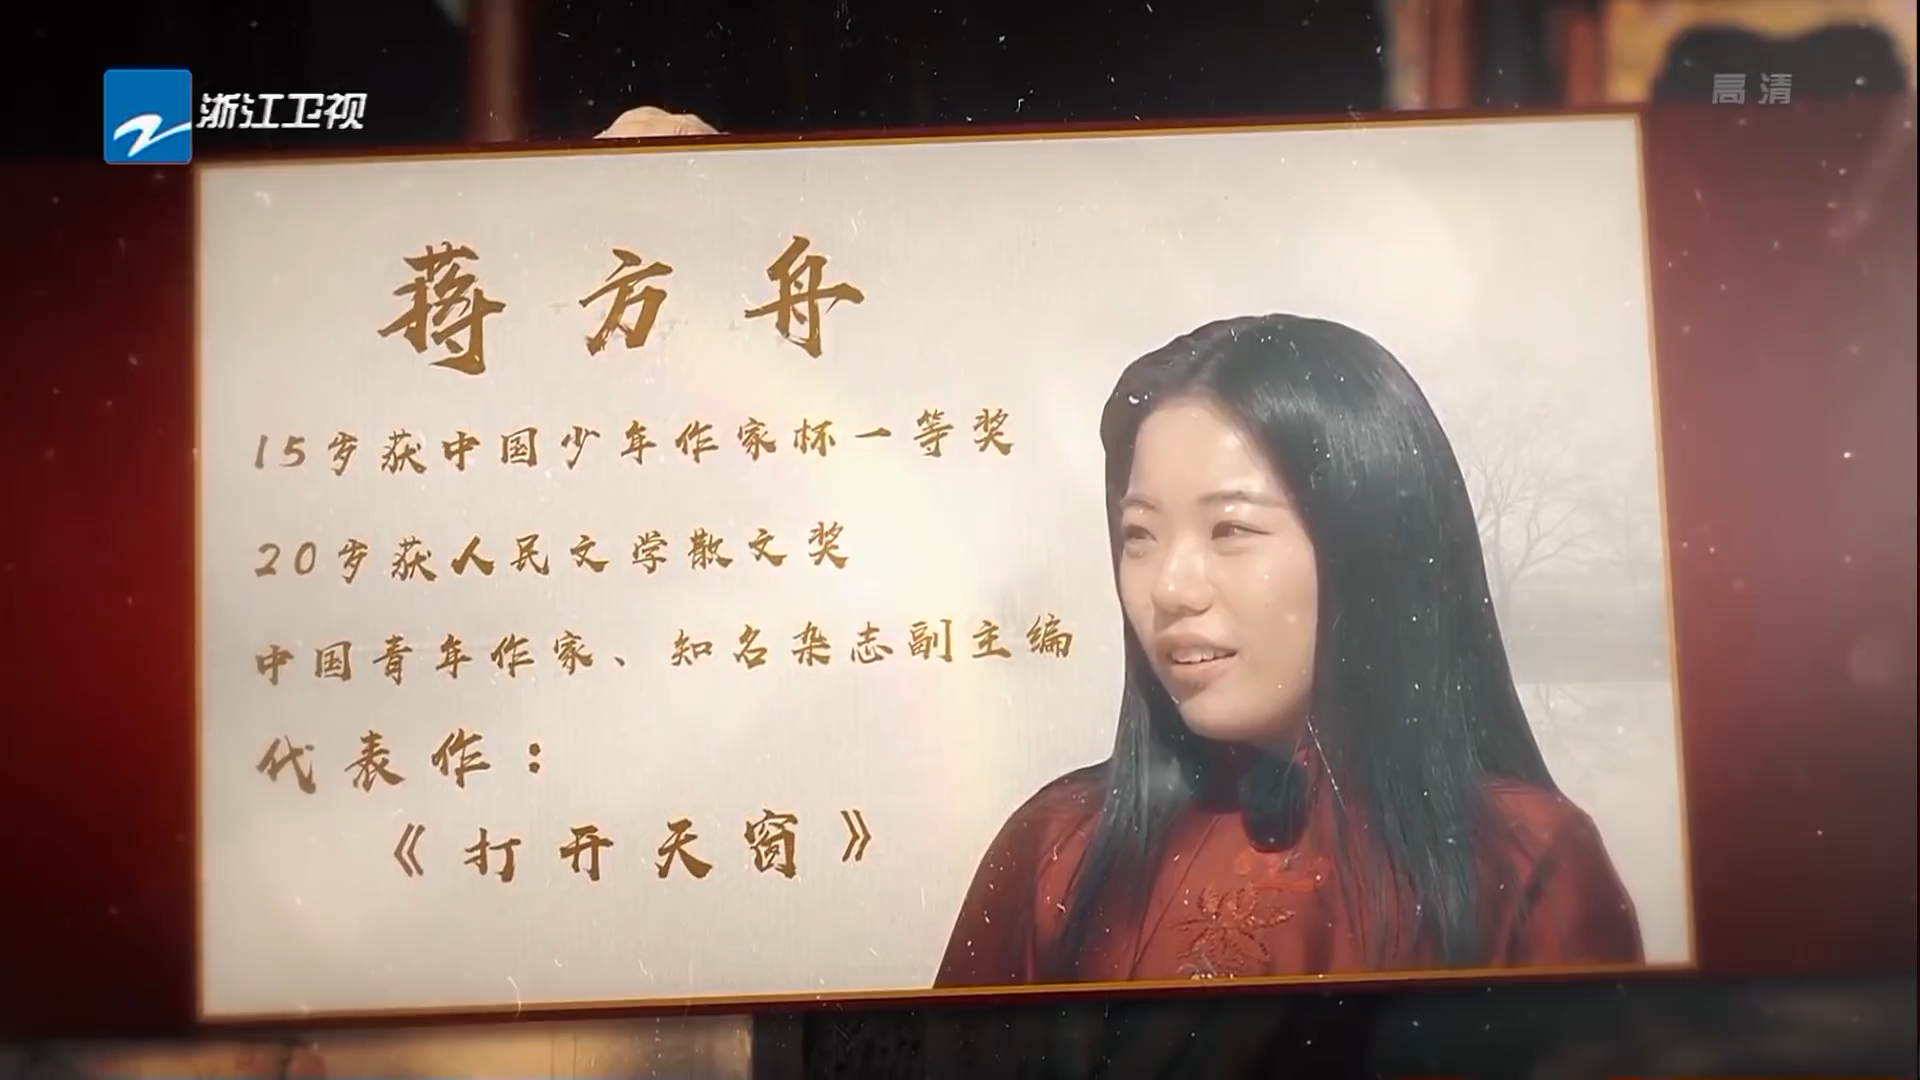 浙江卫视
高清
蒋方舟
15岁获中国少年作家杯一等奖
20岁获人民文学散文奖
中国青年作家、知名杂志副主编
代表作：
《打开天窗》